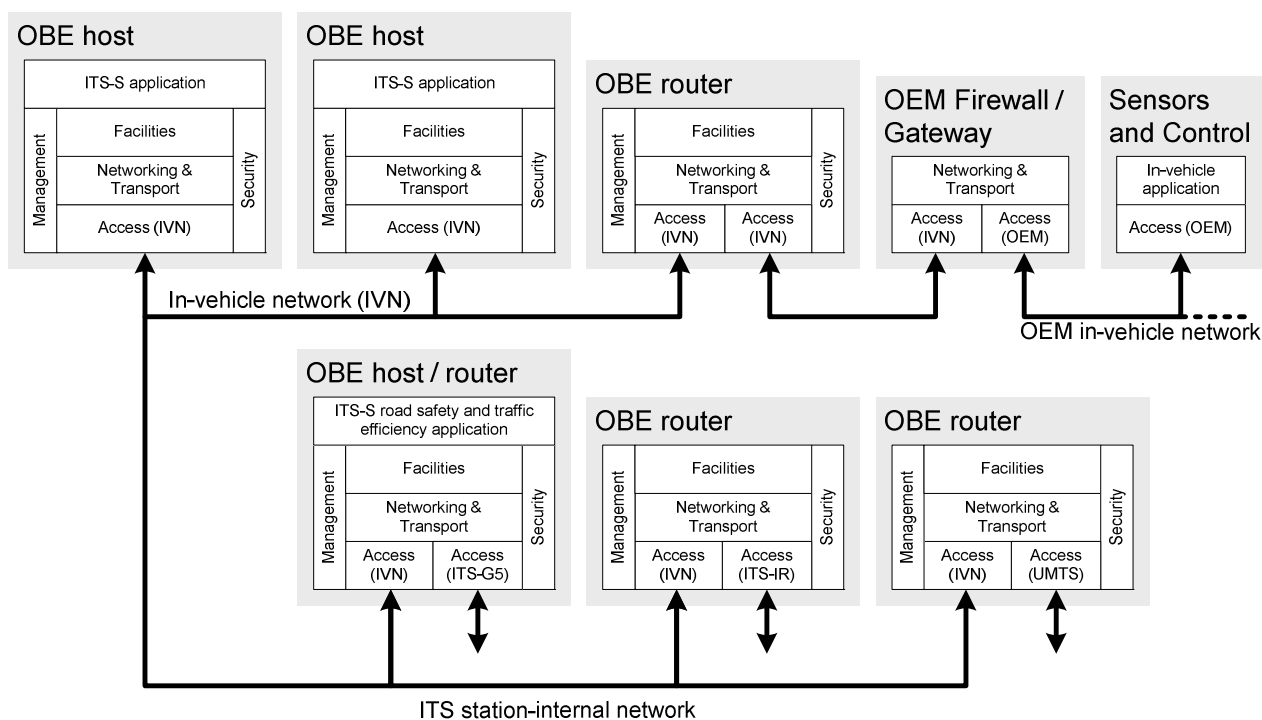 OBE host
ITS-S application
Management
Facilities
Networking &
Transport
Access (IVN)
Security
OBE host
ITS-S application
Management
Facilities
Networking &
Transport
Access (IVN)
Security
OBE router
Management
Facilities
Networking &
Transport
Access
(IVN)
Access
(IVN)
Security
OEM Firewall /
Gateway
Networking &
Transport
Access
(IVN)
Access
(OEM)
Sensors
and Control
In-vehicle
application
Access (OEM)
In-vehicle network (IVN)
OEM in-vehicle network
OBE host / router
ITS-S road safety and traffic
efficiency application
Management
Facilities
Networking &
Transport
Access
(IVN)
Access
(ITS-G5)
Security
OBE router
Management
Facilities
Networking &
Transport
Access
(IVN)
Access
(ITS-IR)
Security
OBE router
Management
Facilities
Networking &
Transport
Access
(IVN)
Access
(UMTS)
Security
ITS station-internal network